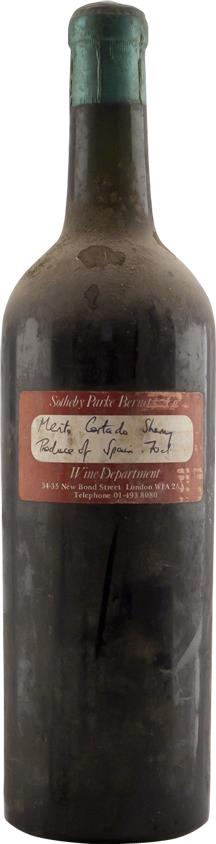 Sotheby Parke Bernet
Merito Cortado Sherry
Produce of Spain 70cl
Wine Department
34-35 New Bond Street London W1A 2AA
Telephone 01-493 8080